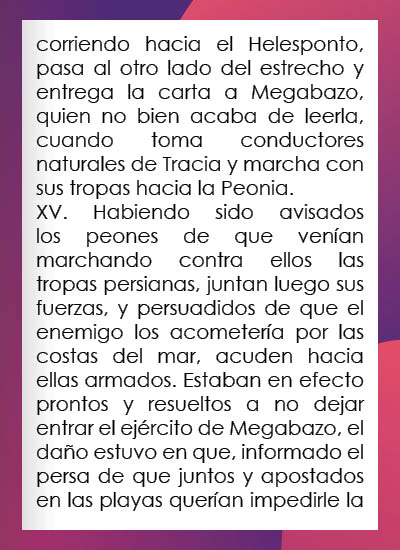 corriendo hacia el Helesponto,
pasa al otro lado del estrecho y
entrega la carta a Megabazo,
quien no bien acaba de leerla,
cuando toma conductores
naturales de Tracia y marcha con
sus tropas hacia la Peonia.
XV. Habiendo sido avisados
los peones de que venían
marchando contra ellos las
tropas persianas, juntan luego sus
fuerzas, y persuadidos de que el
enemigo los acometería por las
costas del mar, acuden hacia
ellas armados. Estaban en efecto
prontos y resueltos a no dejar
entrar el ejército de Megabazo, el
daño estuvo en que, informado el
persa de que juntos y apostados
en las playas querían impedirle la